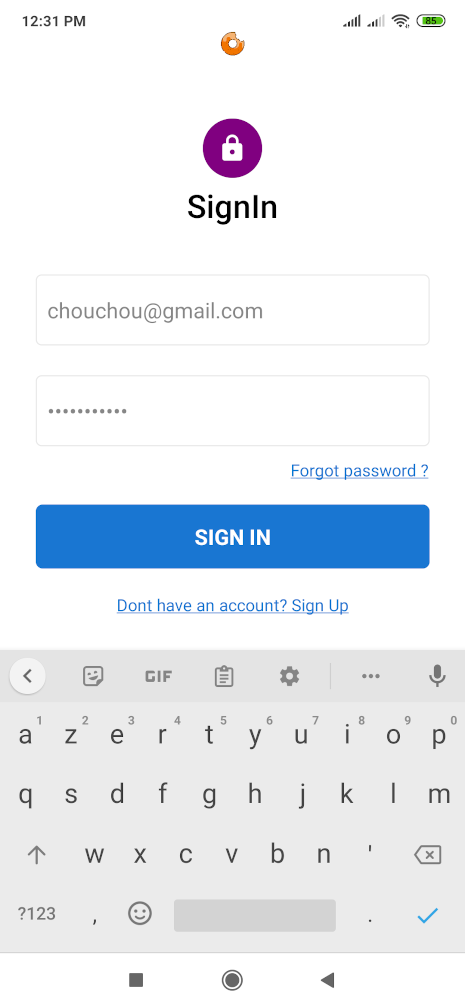 12:31 PM
85
SignIn
chouchou@gmail.com
•••••••••••
Forgot password ?
SIGN IN
Dont have an account? Sign Up
GIF
a 1 z 2 e 3 r 4 t 5 y 6 u 7 i 8 o 9 p 0
q s d f g h j k l m
w x c v b n '
?123 , .